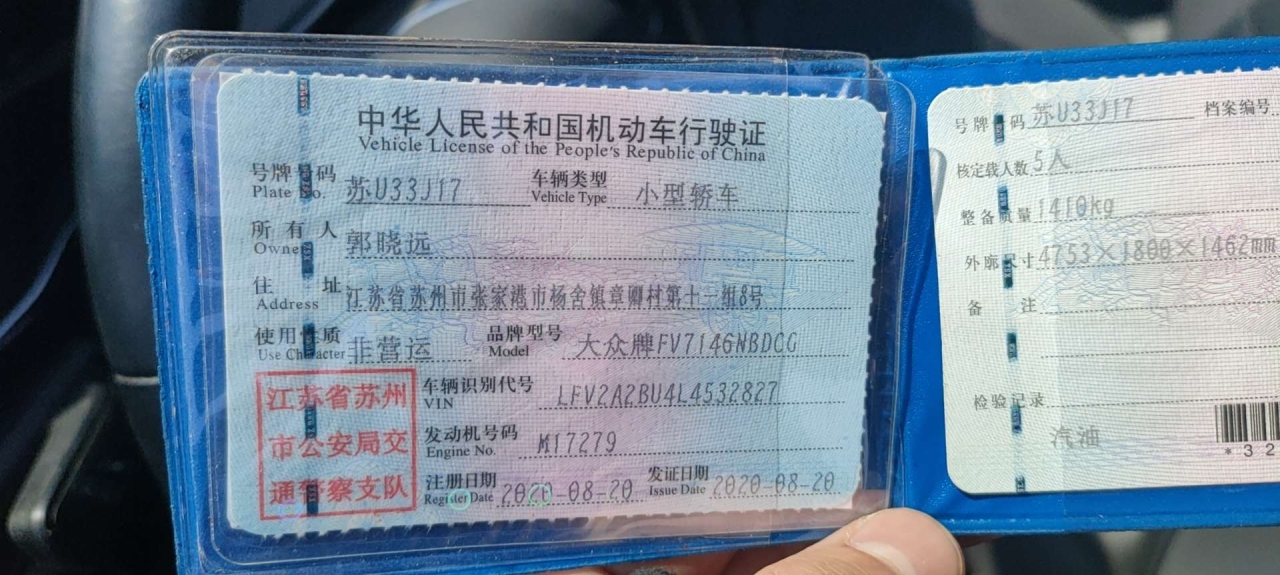 中华人民共和国机动车行驶证
Vehicle License of the People's Republic of China
号牌号码 苏U33J17 车辆类型 小型轿车
Plate No. Vehicle Type
所有人 郭晓远
Owner
住址 江苏省苏州市张家港市杨舍镇章卿村第十一组8号
Address
使用性质 非营运 品牌型号 大众牌FV7146NBDCG
Use Character Model
江苏省苏州
市公安局交
通警察支队
车辆识别代号 LFV2A2BU4L4532827
VIN
发动机号码 M17279
Engine No.
注册日期 2020-08-20 发证日期 2020-08-20
Register Date Issue Date
号牌号码 苏U33J17 档案编号
核定载人数 5人
整备质量 1410kg
外廓尺寸 4753×1800×1462mm
备注
检验记录
汽油
*32